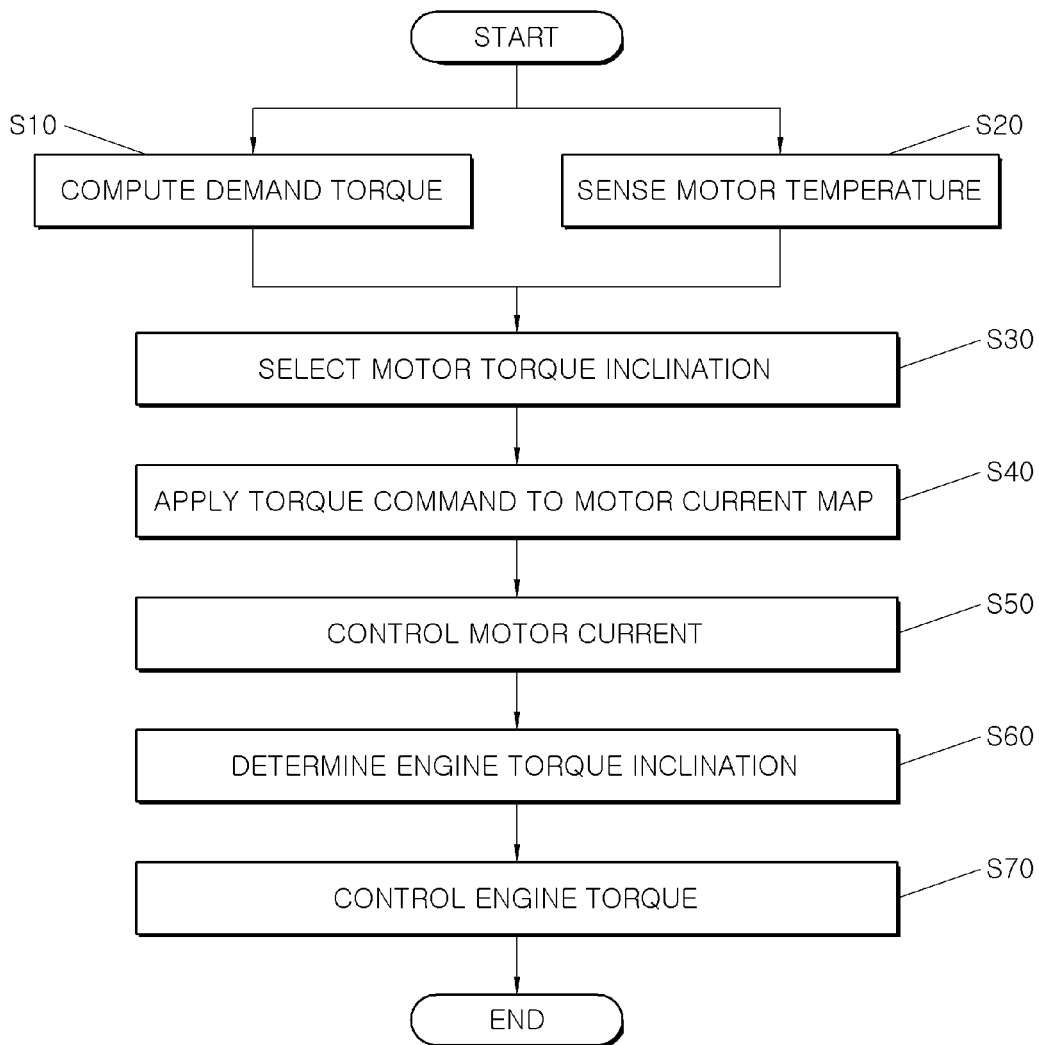 START
S10
S20
COMPUTE DEMAND TORQUE
SENSE MOTOR TEMPERATURE
S30
SELECT MOTOR TORQUE INCLINATION
S40
APPLY TORQUE COMMAND TO MOTOR CURRENT MAP
S50
CONTROL MOTOR CURRENT
S60
DETERMINE ENGINE TORQUE INCLINATION
S70
CONTROL ENGINE TORQUE
END